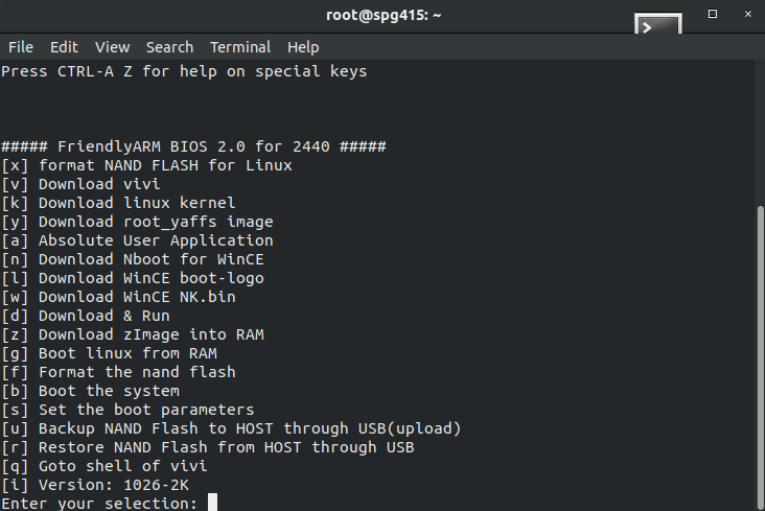 root@spg415: ~
File Edit View Search Terminal Help
Press CTRL-A Z for help on special keys
##### FriendlyARM BIOS 2.0 for 2440 #####
[x] format NAND FLASH for Linux
[v] Download vivi
[k] Download linux kernel
[y] Download root_yaffs image
[a] Absolute User Application
[n] Download Nboot for WinCE
[l] Download WinCE boot-logo
[w] Download WinCE NK.bin
[d] Download & Run
[z] Download zImage into RAM
[g] Boot linux from RAM
[f] Format the nand flash
[b] Boot the system
[s] Set the boot parameters
[u] Backup NAND Flash to HOST through USB(upload)
[r] Restore NAND Flash from HOST through USB
[q] Goto shell of vivi
[i] Version: 1026-2K
Enter your selection: